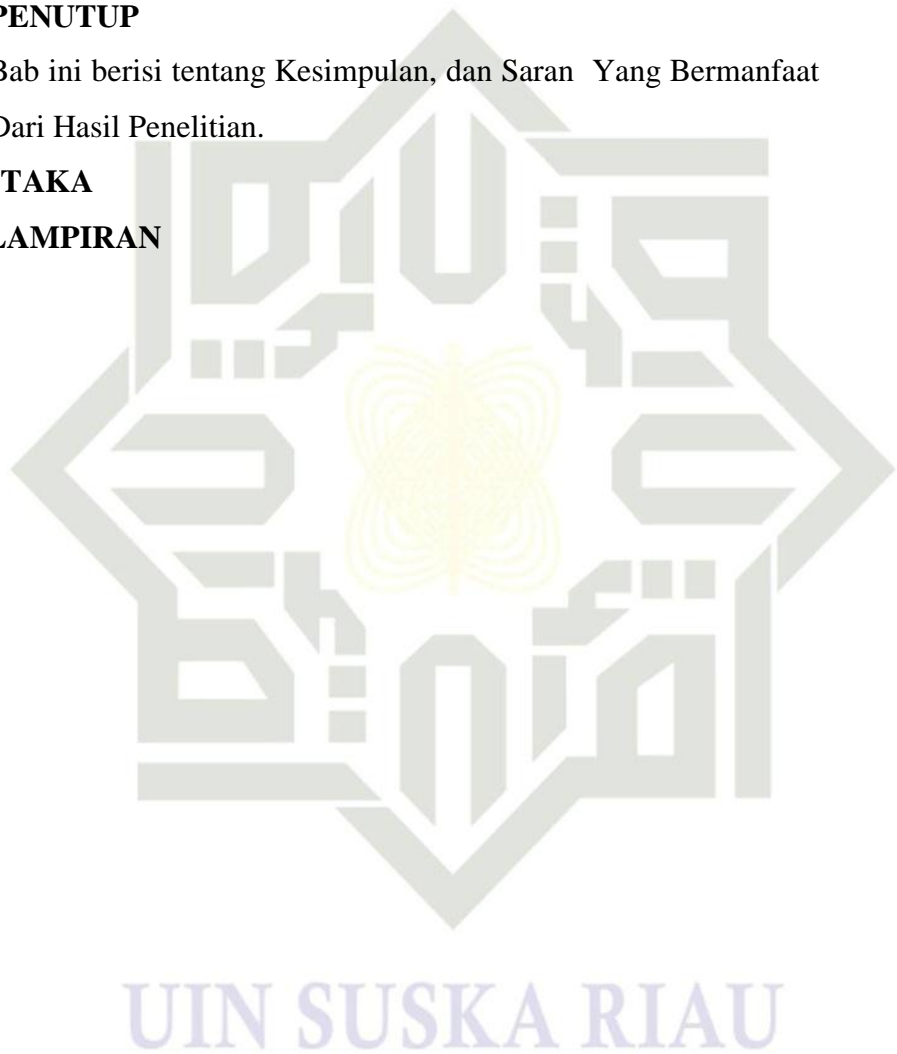 PENUTUP
Bab ini berisi tentang Kesimpulan, dan Saran Yang Bermanfaat
Dari Hasil Penelitian.
TAKA
LAMPIRAN
UIN SUSKA RIAU